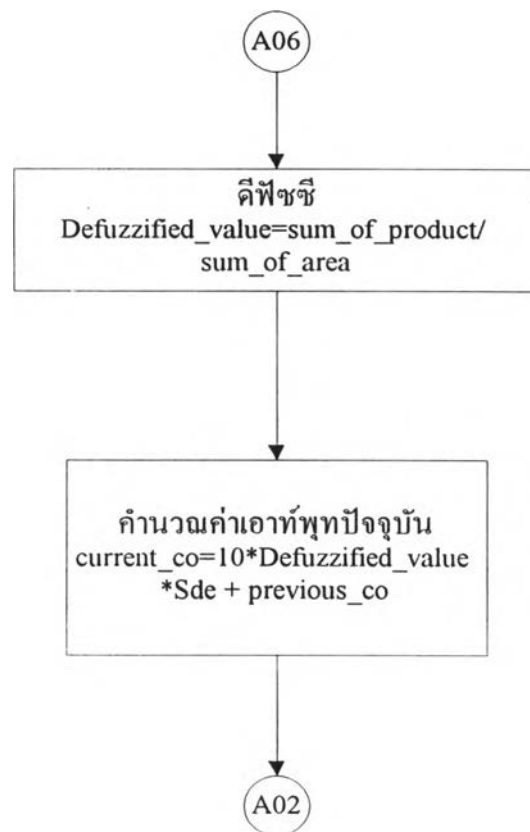 A06
ดีฟัซซี
Defuzzified_value=sum_of_product/
sum_of_area
คำนวณค่าเอาท์พุทปัจจุบัน
current_co=10*Defuzzified_value
*Sde + previous_co
A02